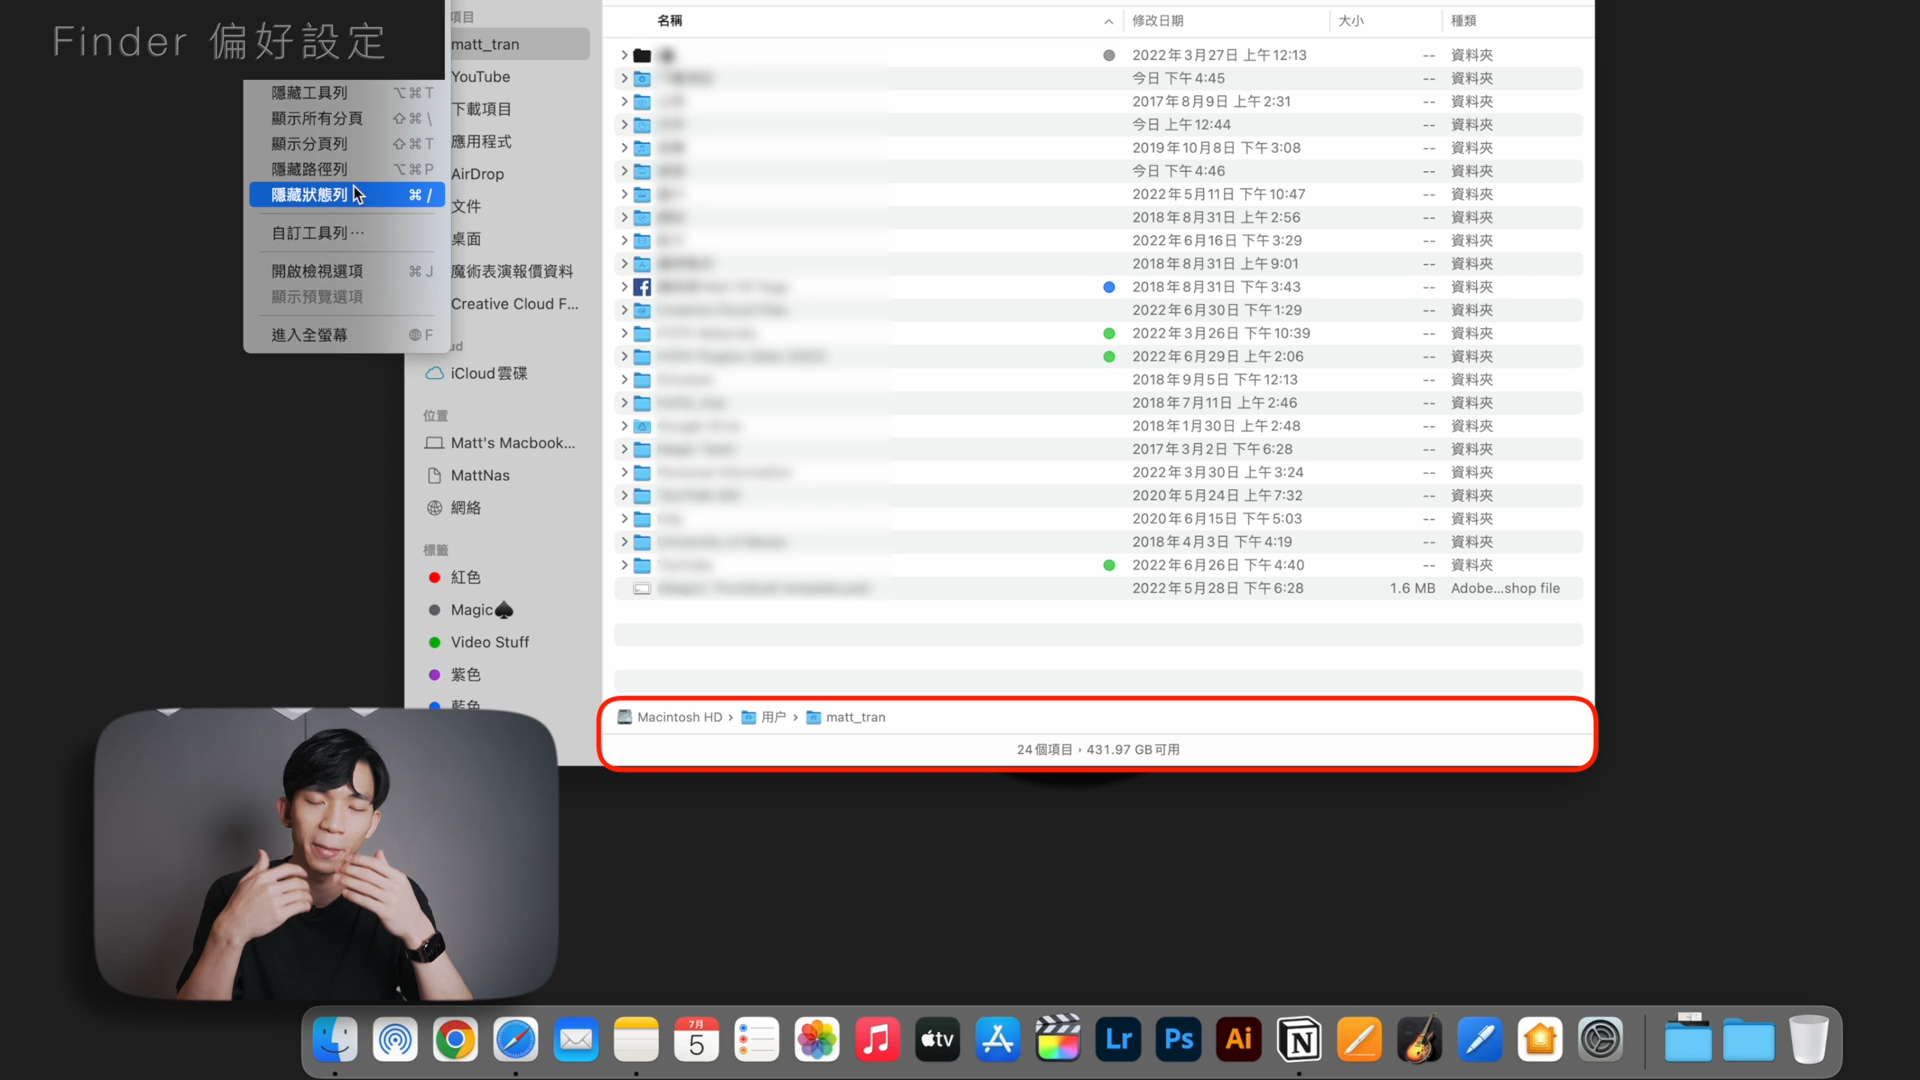 Finder 偏好設定
隱藏工具列 ⌥⌘T
顯示所有分頁 ⇧⌘\
顯示分頁列 ⇧⌘T
隱藏路徑列 ⌥⌘P
隱藏狀態列 ⌘/
自訂工具列⋯
開啟檢視選項 ⌘J
顯示預覽選項
進入全螢幕 F
項目
matt_tran
YouTube
下載項目
應用程式
AirDrop
文件
桌面
魔術表演報價資料
Creative Cloud F...
ud
iCloud雲碟
位置
Matt's Macbook...
MattNas
網絡
標籤
紅色
Magic♠
Video Stuff
紫色
藍色
名稱 修改日期 大小 種類
2022年3月27日 上午12:13 -- 資料夾
今日 下午4:45 -- 資料夾
2017年8月9日 上午2:31 -- 資料夾
今日 上午12:44 -- 資料夾
2019年10月8日 下午3:08 -- 資料夾
今日 下午4:46 -- 資料夾
2022年5月11日 下午10:47 -- 資料夾
2018年8月31日 上午2:56 -- 資料夾
2022年6月16日 下午3:29 -- 資料夾
2018年8月31日 上午9:01 -- 資料夾
2018年8月31日 下午3:43 -- 資料夾
2022年6月30日 下午1:29 -- 資料夾
2022年3月26日 下午10:39 -- 資料夾
2022年6月29日 上午2:06 -- 資料夾
2018年9月5日 下午12:13 -- 資料夾
2018年7月11日 上午2:46 -- 資料夾
2018年1月30日 上午2:48 -- 資料夾
2017年3月2日 下午6:28 -- 資料夾
2022年3月30日 上午3:24 -- 資料夾
2020年5月24日 上午7:32 -- 資料夾
2020年6月15日 下午5:03 -- 資料夾
2018年4月3日 下午4:19 -- 資料夾
2022年6月26日 下午4:40 -- 資料夾
2022年5月28日 下午6:28 1.6 MB Adobe...shop file
Macintosh HD › 用户 › matt_tran
24個項目，431.97 GB可用
7月
5
tv
Lr
Ps
Ai